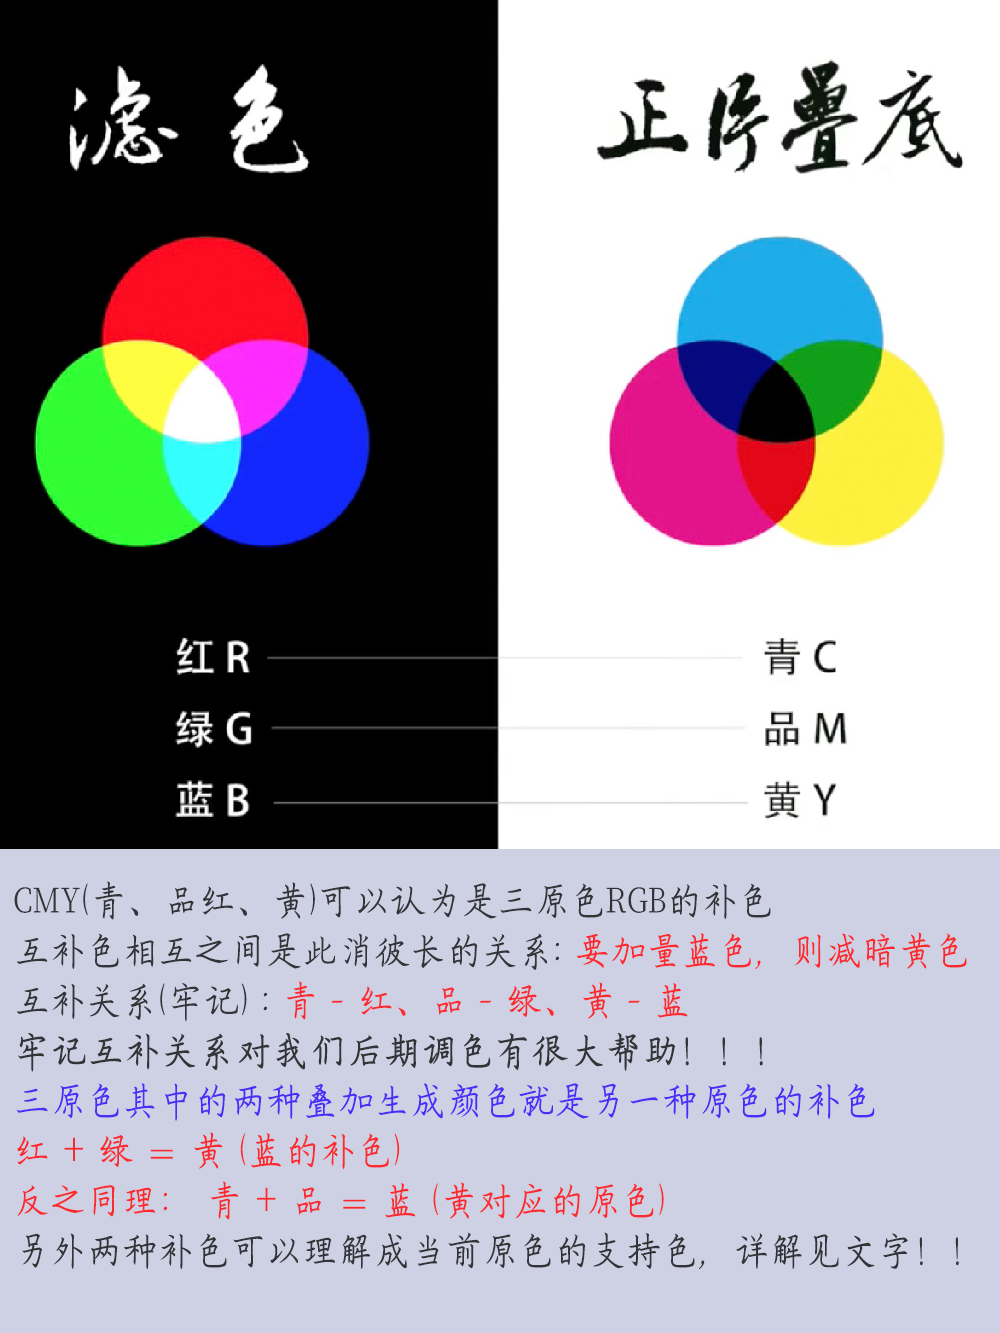 滤色
正片疊底
红 R
青 C
绿 G
品 M
蓝 B
黄 Y
CMY(青、品红、黄)可以认为是三原色RGB的补色
互补色相互之间是此消彼长的关系: 要加量蓝色, 则减暗黄色
互补关系(牢记) : 青 - 红、品 - 绿、黄 - 蓝
牢记互补关系对我们后期调色有很大帮助! ! !
三原色其中的两种叠加生成颜色就是另一种原色的补色
红 + 绿 = 黄 (蓝的补色)
反之同理: 青 + 品 = 蓝 (黄对应的原色)
另外两种补色可以理解成当前原色的支持色, 详解见文字! !